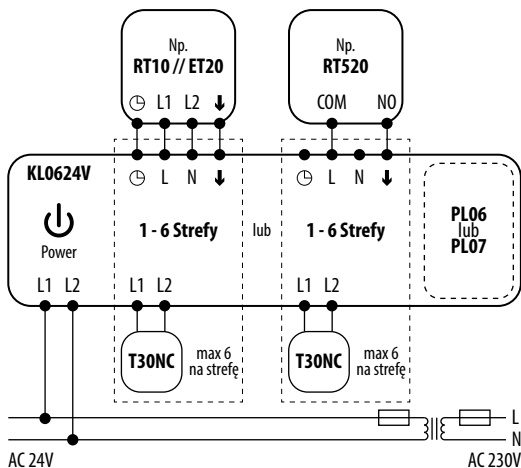 Np.
RT10 // ET20
L1 L2
Np.
RT520
COM NO
KL0624V
L N
L N
Power
1 - 6 Strefy
lub
1 - 6 Strefy
PL06
lub
PL07
L1 L2
L1 L2
L1 L2
T30NC
max 6
na strefę
T30NC
max 6
na strefę
L
N
AC 24V
AC 230V